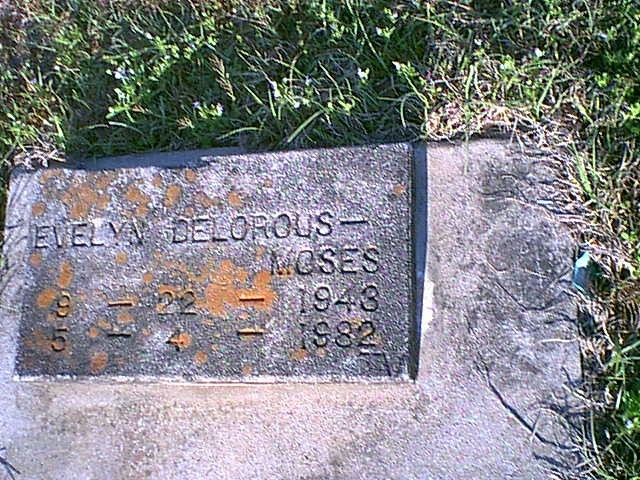 EVELYN DELOROUS-
MOSES
9 - 22 - 1943
5 - 4 - 1982